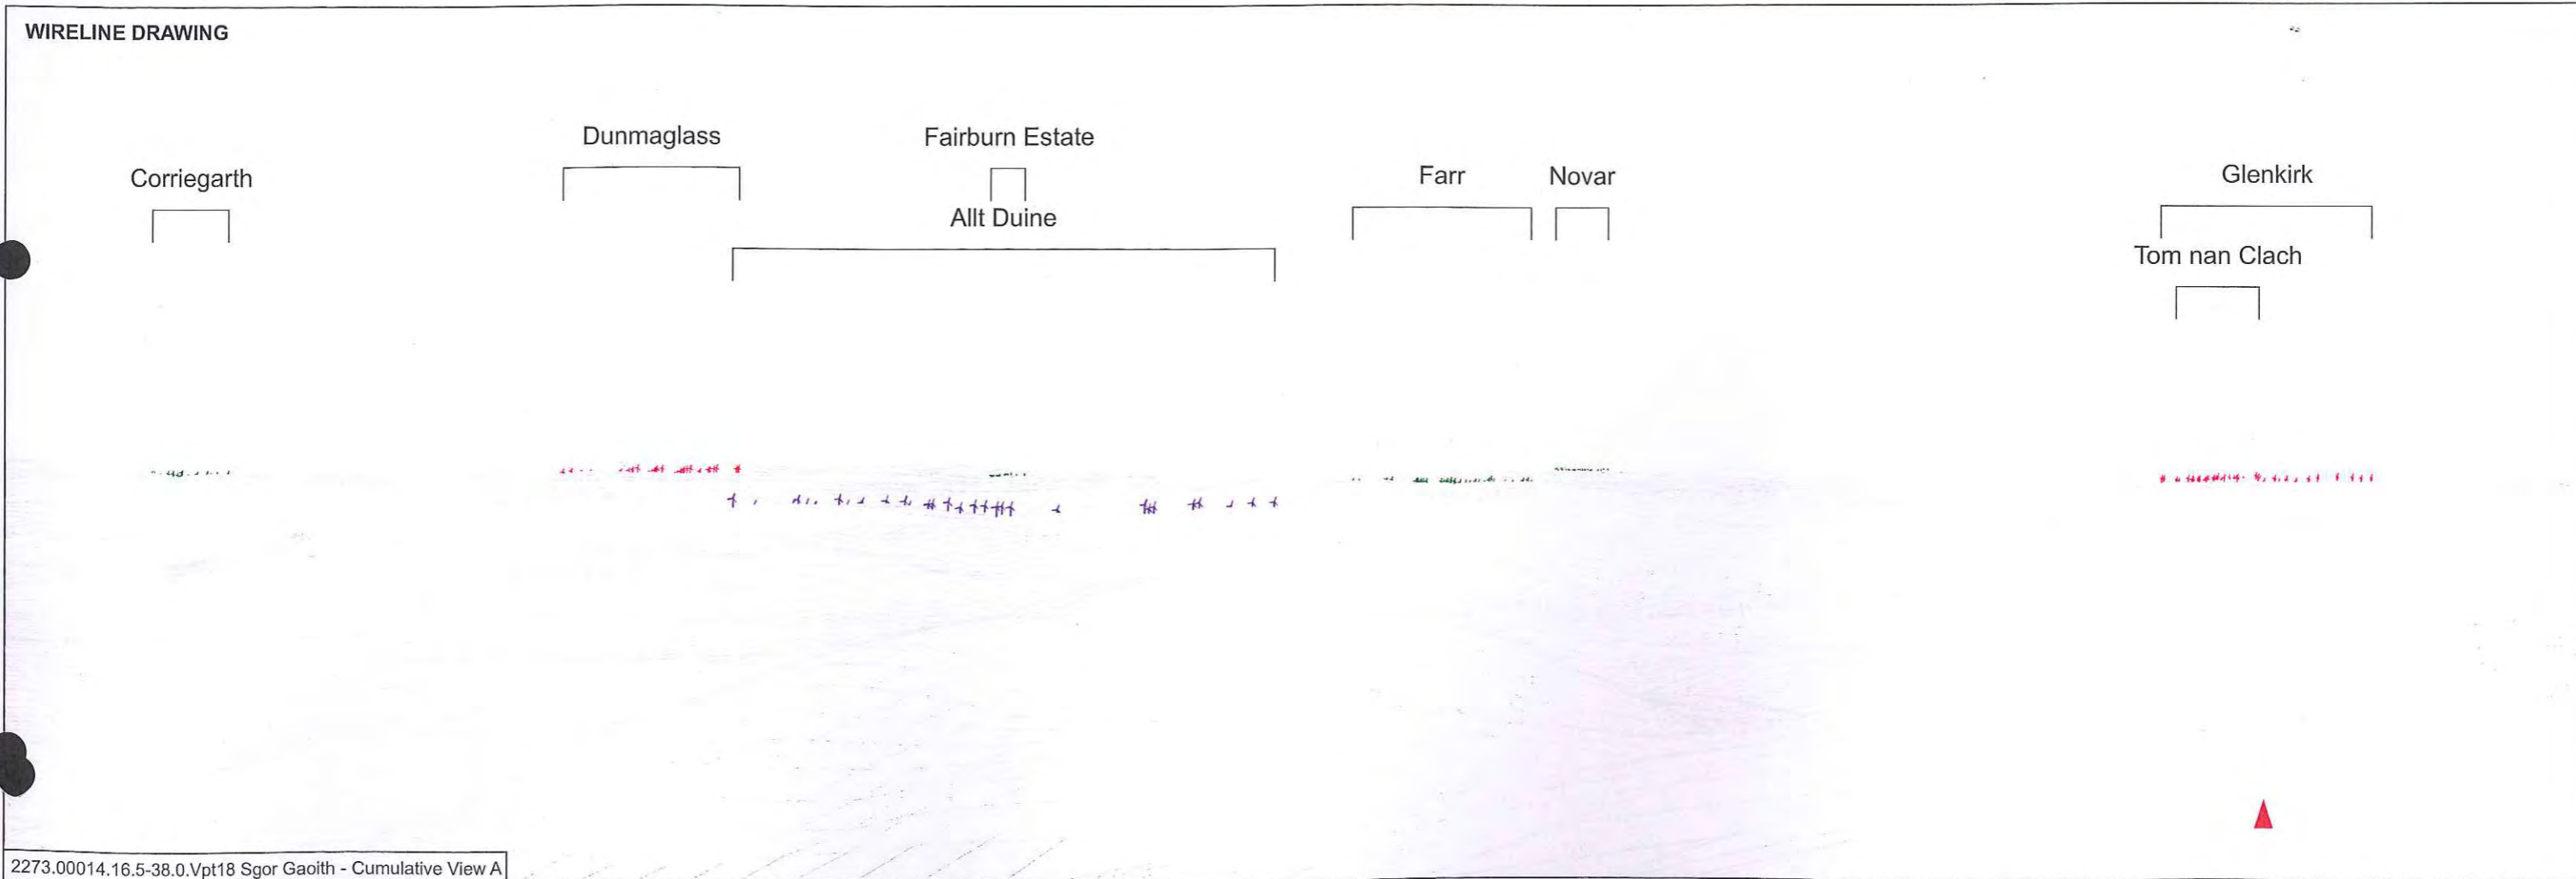 WIRELINE DRAWING
Corriegarth
Dunmaglass
Fairburn Estate
Allt Duine
Farr
Novar
Glenkirk
Tom nan Clach
2273.00014.16.5-38.0.Vpt18 Sgor Gaoith - Cumulative View A